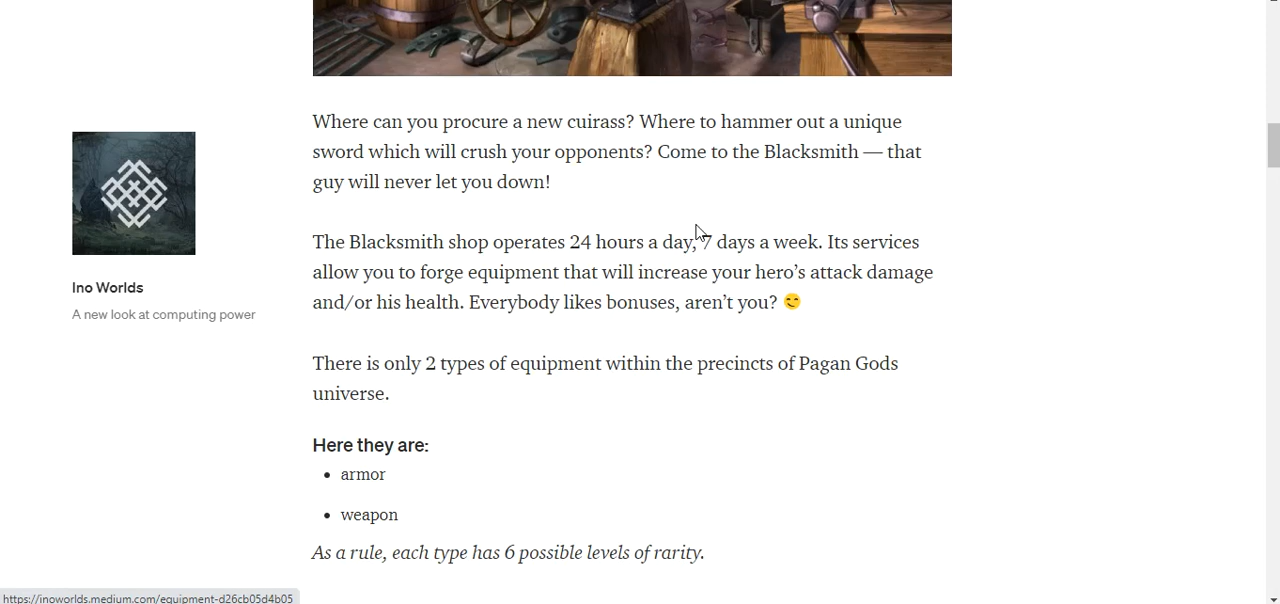 Where can you procure a new cuirass? Where to hammer out a unique
sword which will crush your opponents? Come to the Blacksmith — that
guy will never let you down!
Ino Worlds
A new look at computing power
The Blacksmith shop operates 24 hours a day, 7 days a week. Its services
allow you to forge equipment that will increase your hero’s attack damage
and/or his health. Everybody likes bonuses, aren’t you? 😉
There is only 2 types of equipment within the precincts of Pagan Gods
universe.
Here they are:
• armor
• weapon
As a rule, each type has 6 possible levels of rarity.
https://inoworlds.medium.com/equipment-d26cb05d4b05